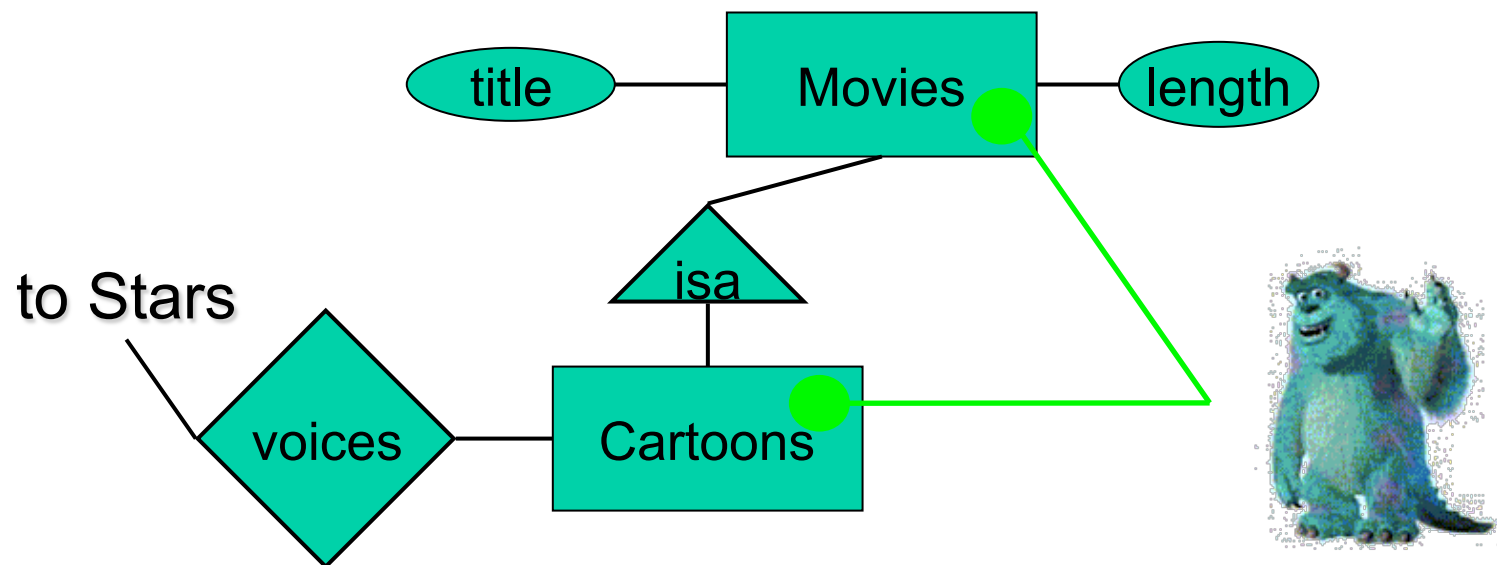 title
Movies
length
isa
to Stars
voices
Cartoons